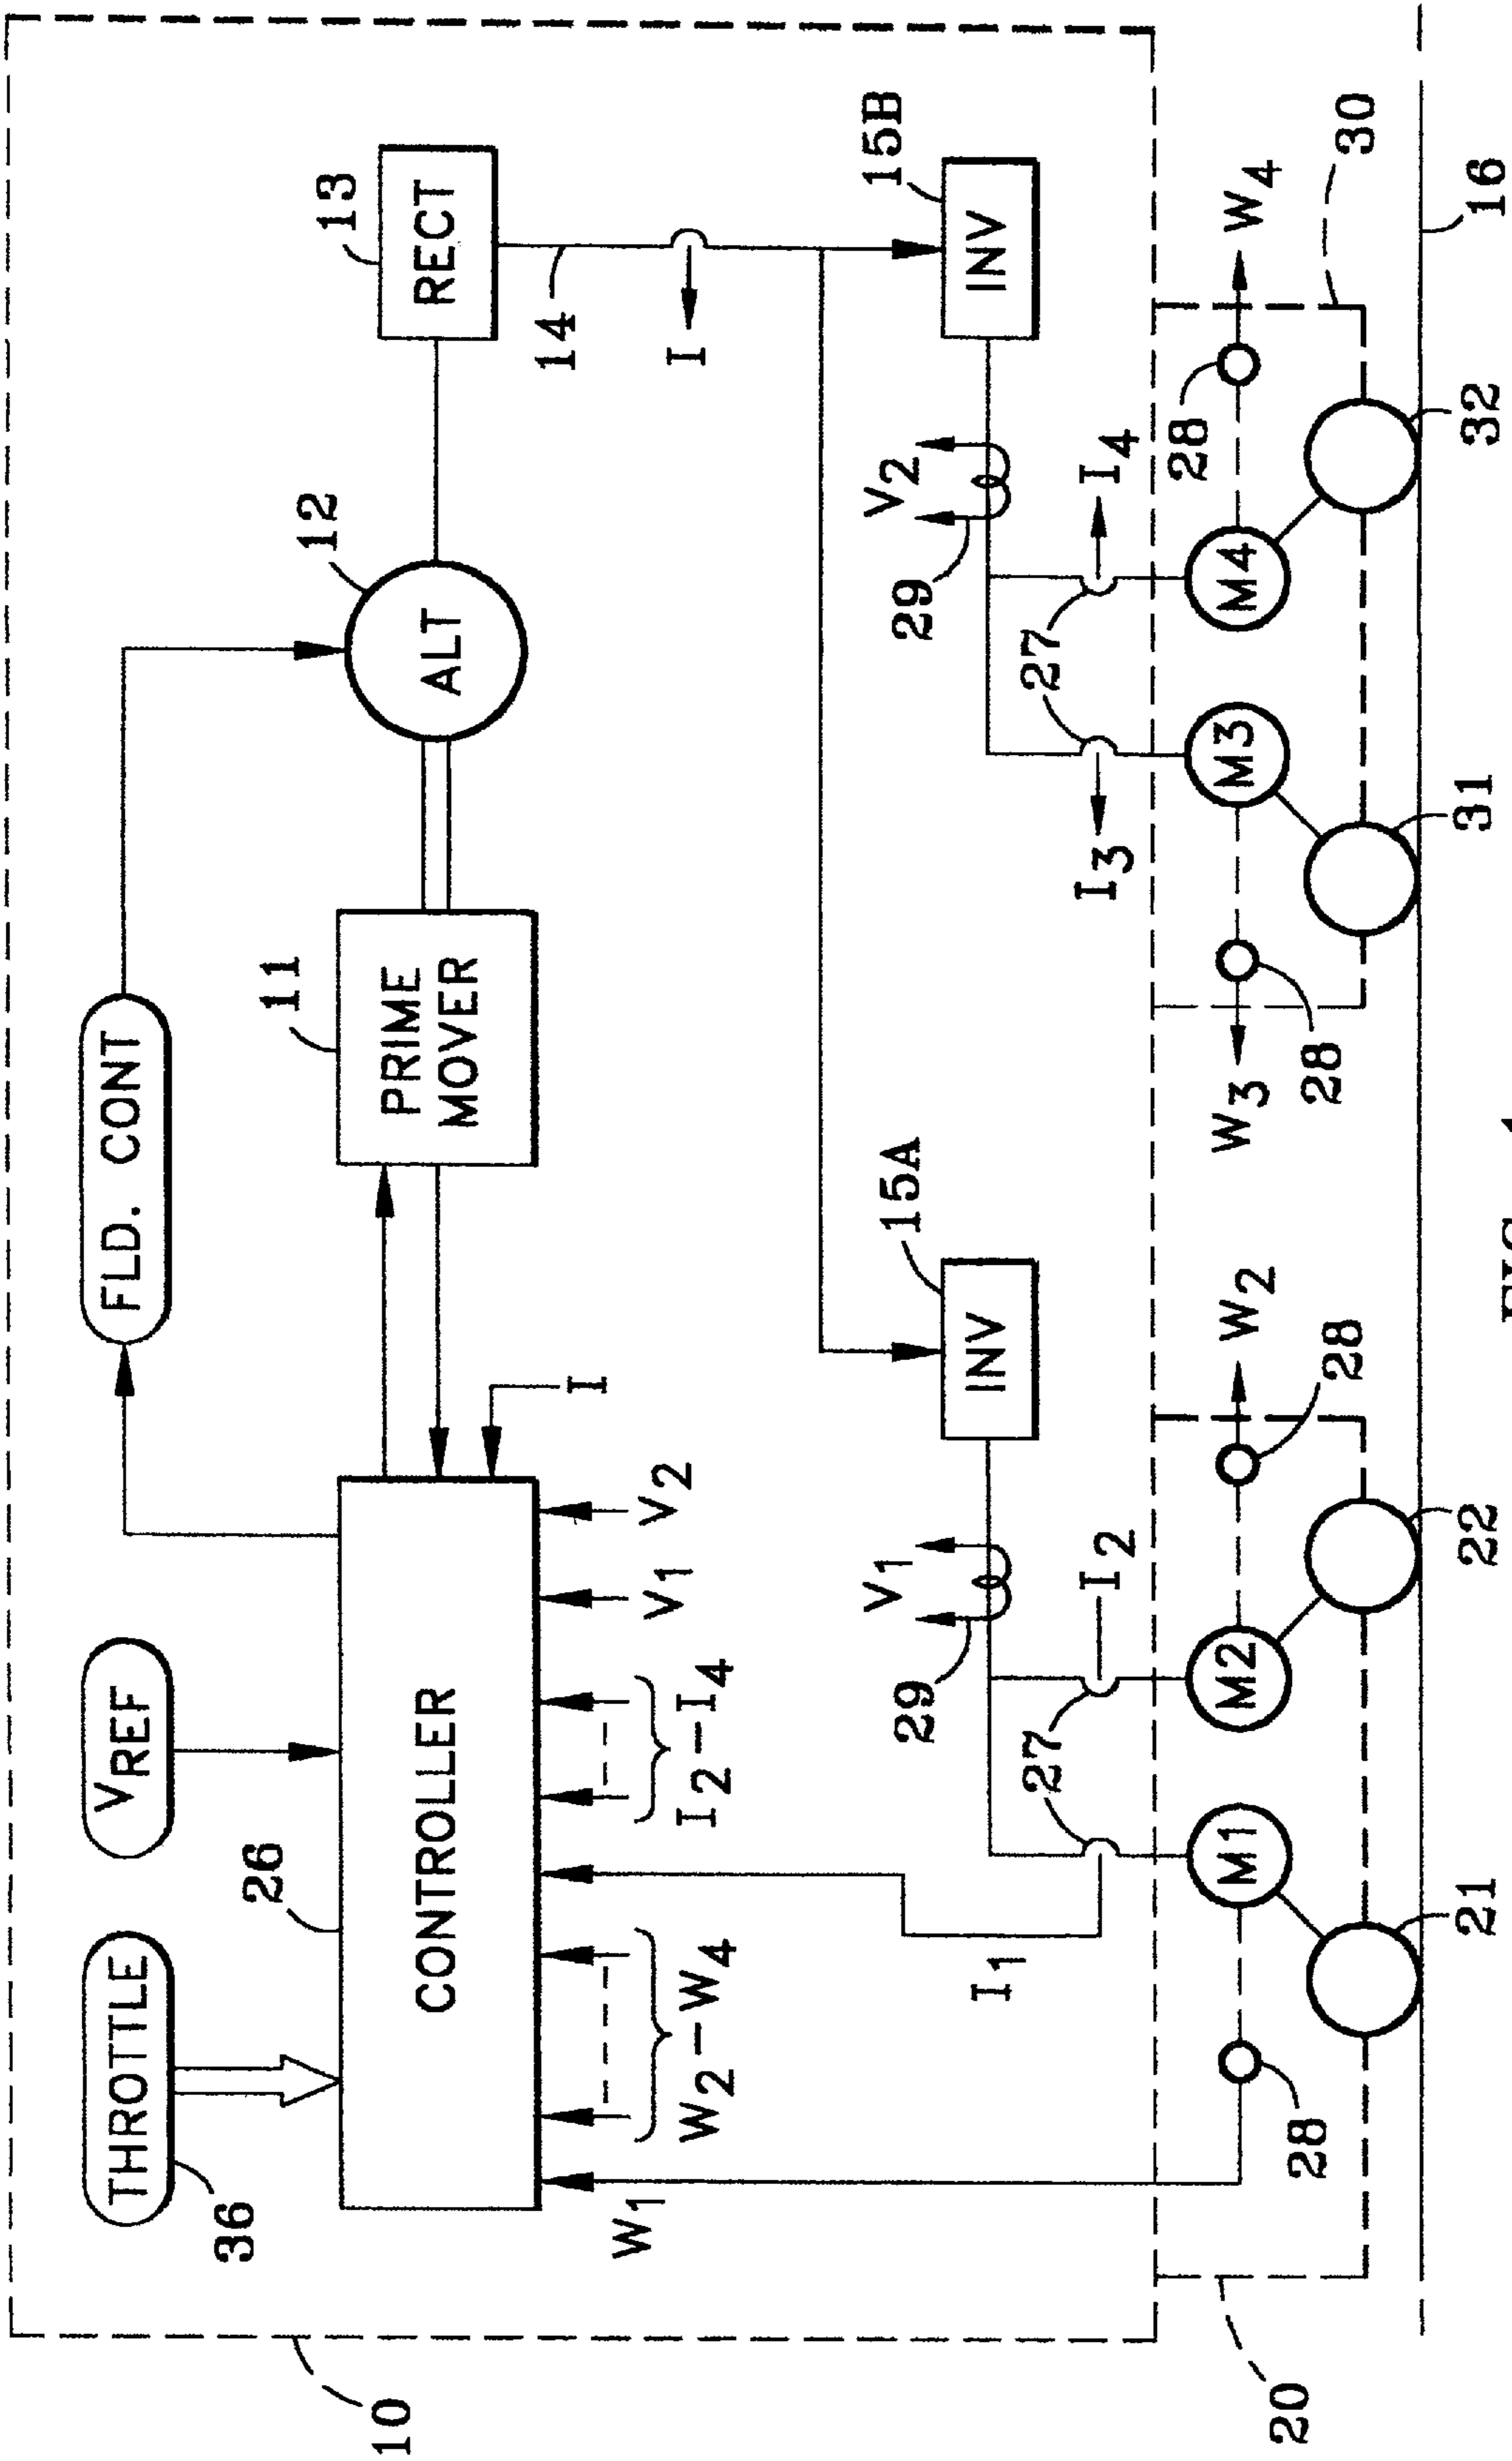 10
THROTTLE
36
V_REF
FLD. CONT
26
CONTROLLER
11
PRIME
MOVER
12
ALT
13
RECT
14
I
I
W1
W2-W4
I2-I4
V1
V2
I1
15A
INV
V1
29
27
I2
15B
INV
V2
29
27
I3
I4
M1
M2
M3
M4
28
W2
28
W3
28
28
W4
20
21
22
31
32
30
16